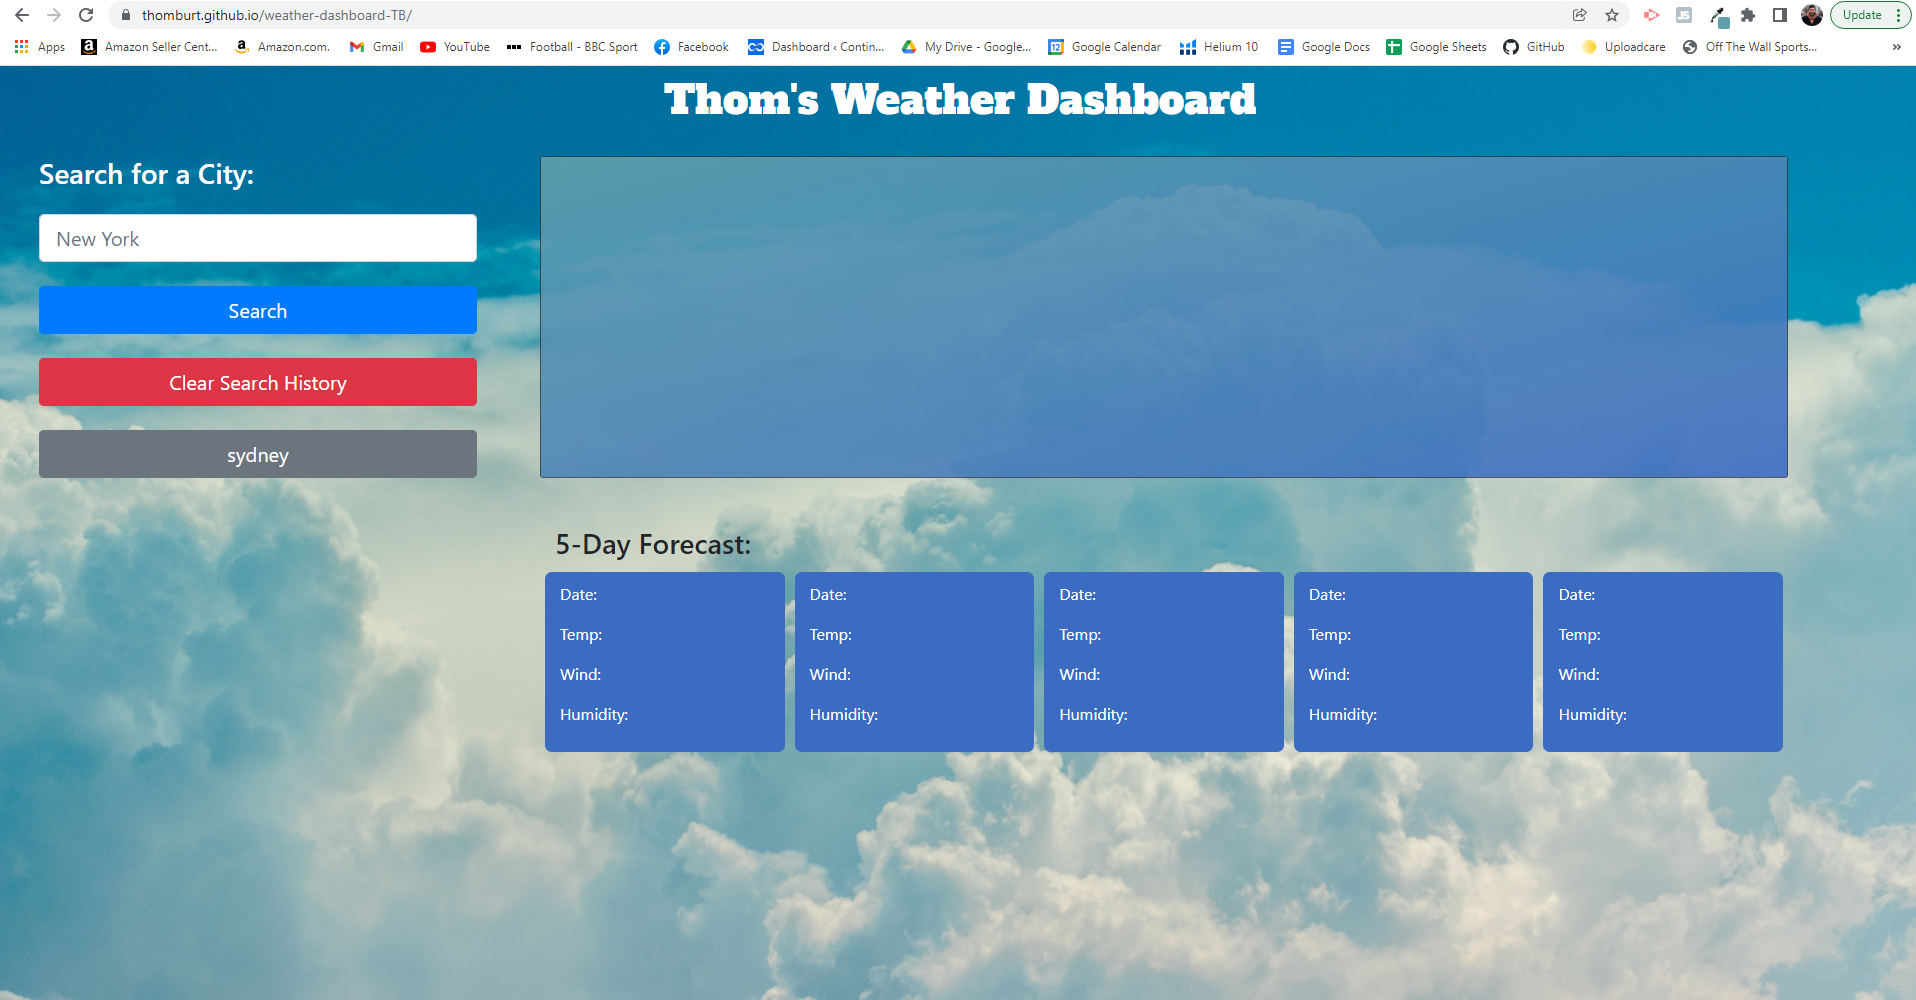 thomburt.github.io/weather-dashboard-TB/
Update
Apps
Amazon Seller Cent...
Amazon.com.
Gmail
YouTube
Football - BBC Sport
Facebook
Dashboard ‹ Contin...
My Drive - Google...
Google Calendar
Helium 10
Google Docs
Google Sheets
GitHub
Uploadcare
Off The Wall Sports...
»
Thom's Weather Dashboard
Search for a City:
New York
Search
Clear Search History
sydney
5-Day Forecast:
Date:
Temp:
Wind:
Humidity:
Date:
Temp:
Wind:
Humidity:
Date:
Temp:
Wind:
Humidity:
Date:
Temp:
Wind:
Humidity:
Date:
Temp:
Wind:
Humidity: